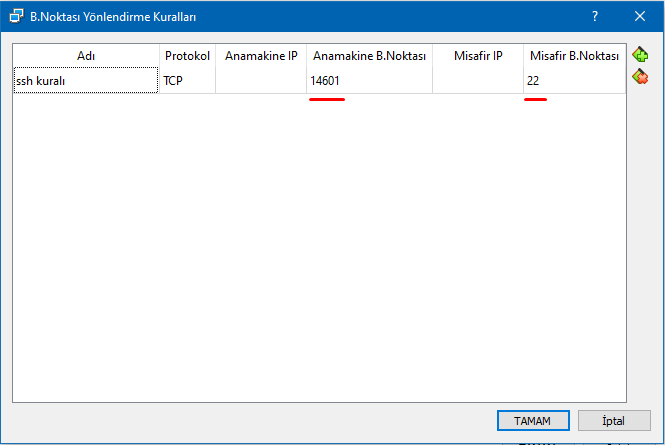 B.Noktası Yönlendirme Kuralları
Adı Protokol Anamakine IP Anamakine B.Noktası Misafir IP Misafir B.Noktası
ssh kuralı TCP 14601 22
TAMAM İptal